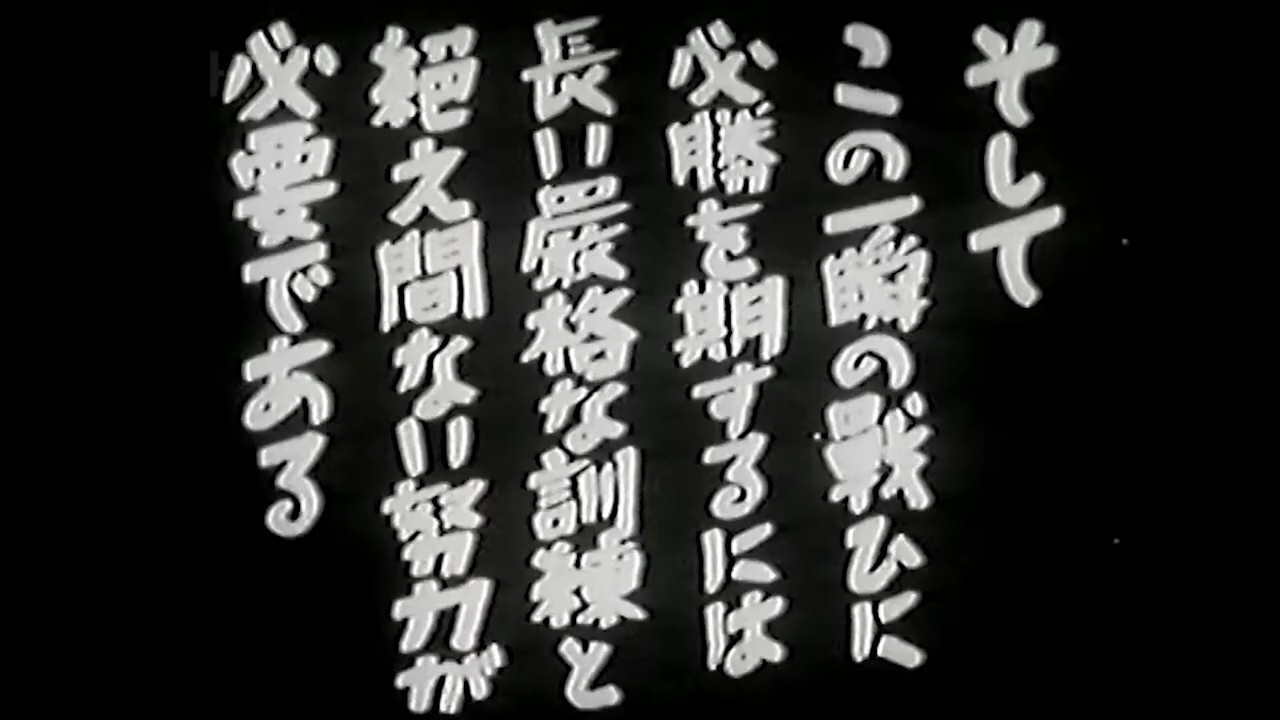 そして
この一瞬の戦ひに
必勝を期するには
長い厳格な訓練と
絶え間ない努力が
必要である